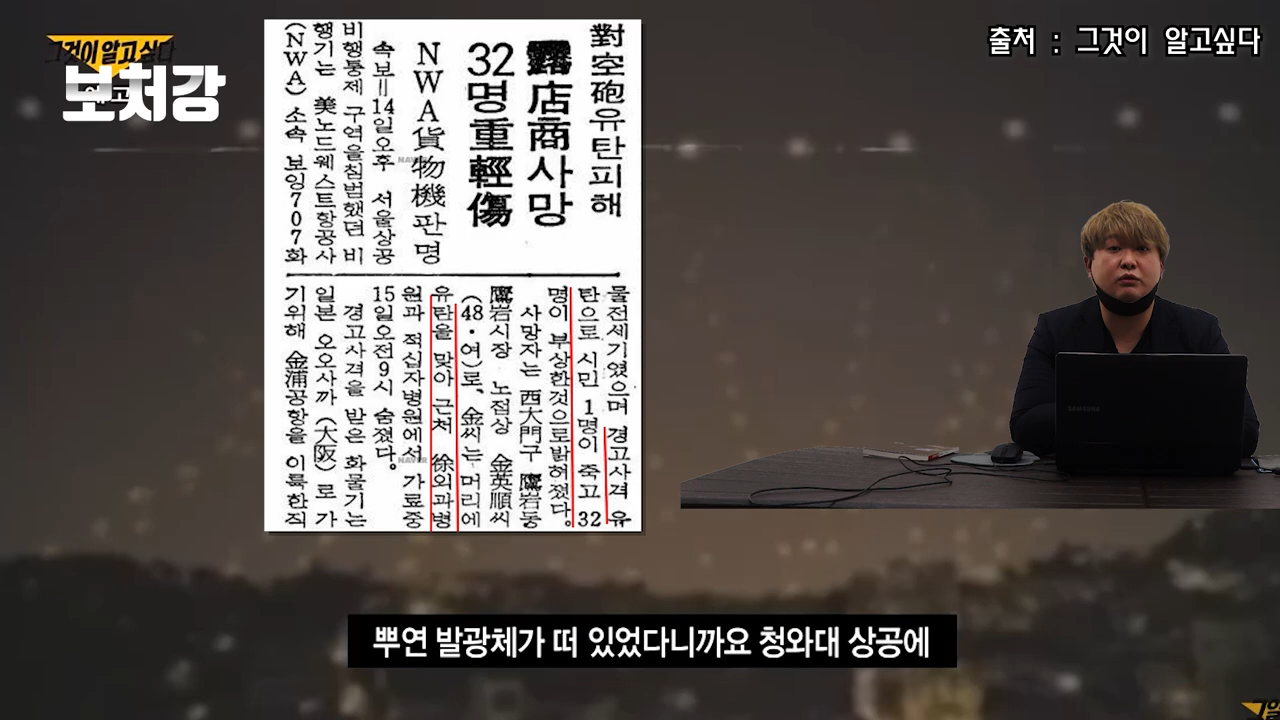 그것이 알고싶다
보처강
출처 : 그것이 알고싶다
對空砲유탄피해
露店商사망
32명重輕傷
NWA貨物機판명
속보=14일오후 서울상공
비행통제 구역을침범했던 비
행기는 美노드웨스트항공사
(NWA)소속 보잉707화
물전세기였으며 경고사격 유
탄으로 시민 1명이 죽고 32
명이 부상한것으로밝혀졌다.
사망자는 西大門구 鷹岩동
鷹岩시장 노점상 金英順씨
(48·여)로, 金씨는 머리에
유탄을 맞아 근처 徐외과병
원과 적십자병원에서 가료중
15일오전9시 숨졌다.
경고사격을 받은 화물기는
일본 오오사까(大阪)로 가
기위해 金浦공항을 이륙한직
NAVER
SAMSUNG
뿌연 발광체가 떠 있었다니까요 청와대 상공에